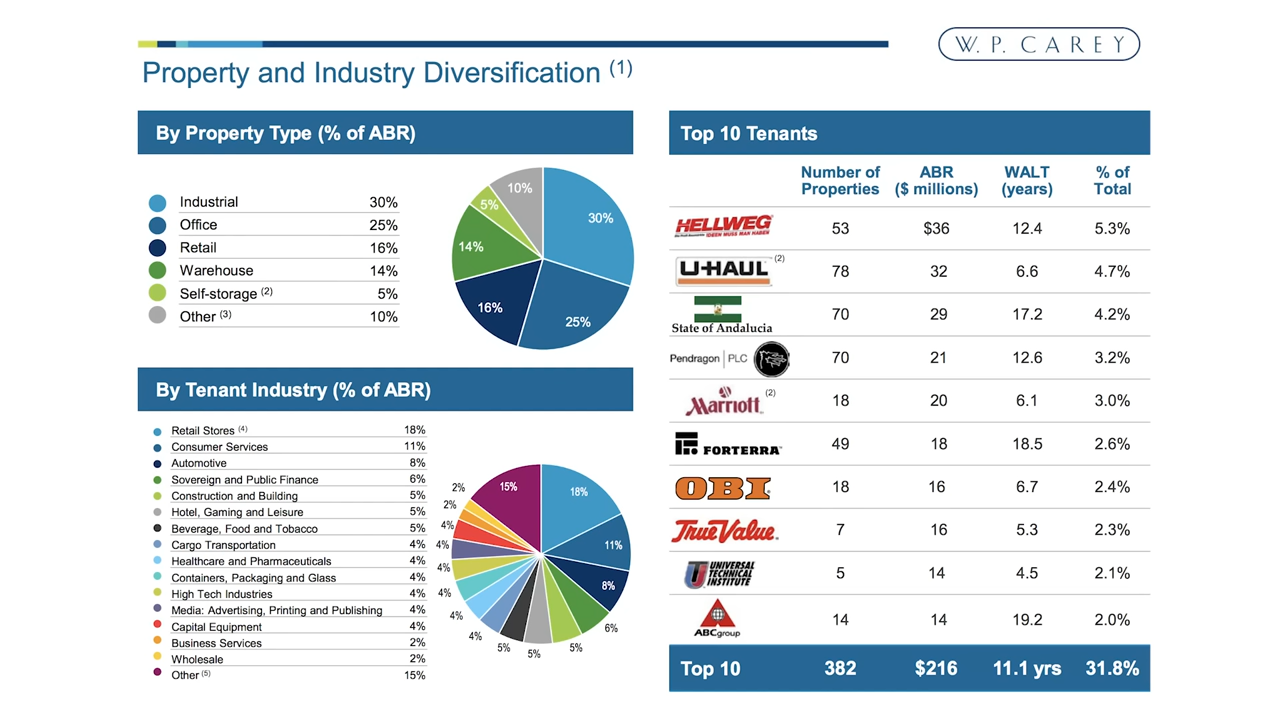 W. P. CAREY
Property and Industry Diversification (1)
By Property Type (% of ABR)
Industrial 30%
Office 25%
Retail 16%
Warehouse 14%
Self-storage (2) 5%
Other (3) 10%
10%
5%
30%
14%
16%
25%
By Tenant Industry (% of ABR)
Retail Stores (4) 18%
Consumer Services 11%
Automotive 8%
Sovereign and Public Finance 6%
Construction and Building 5%
Hotel, Gaming and Leisure 5%
Beverage, Food and Tobacco 5%
Cargo Transportation 4%
Healthcare and Pharmaceuticals 4%
Containers, Packaging and Glass 4%
High Tech Industries 4%
Media: Advertising, Printing and Publishing 4%
Capital Equipment 4%
Business Services 2%
Wholesale 2%
Other (5) 15%
15%
18%
2%
2%
4%
4%
11%
4%
4%
8%
4%
4%
6%
5%
5%
5%
Top 10 Tenants
Number of Properties
ABR ($ millions)
WALT (years)
% of Total
HELLWEG
IDEEN MUSS MAN HABEN
53 $36 12.4 5.3%
U-HAUL (2) 78 32 6.6 4.7%
State of Andalucia 70 29 17.2 4.2%
Pendragon PLC 70 21 12.6 3.2%
Marriott (2) 18 20 6.1 3.0%
FORTERRA 49 18 18.5 2.6%
OBI 18 16 6.7 2.4%
True Value. 7 16 5.3 2.3%
UNIVERSAL
TECHNICAL
INSTITUTE
5 14 4.5 2.1%
ABCgroup 14 14 19.2 2.0%
Top 10 382 $216 11.1 yrs 31.8%